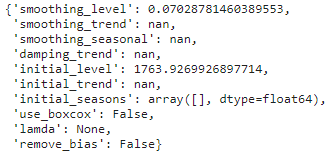 {'smoothing_level': 0.07028781460389553,
'smoothing_trend': nan,
'smoothing_seasonal': nan,
'damping_trend': nan,
'initial_level': 1763.9269926897714,
'initial_trend': nan,
'initial_seasons': array([], dtype=float64),
'use_boxcox': False,
'lamda': None,
'remove_bias': False}